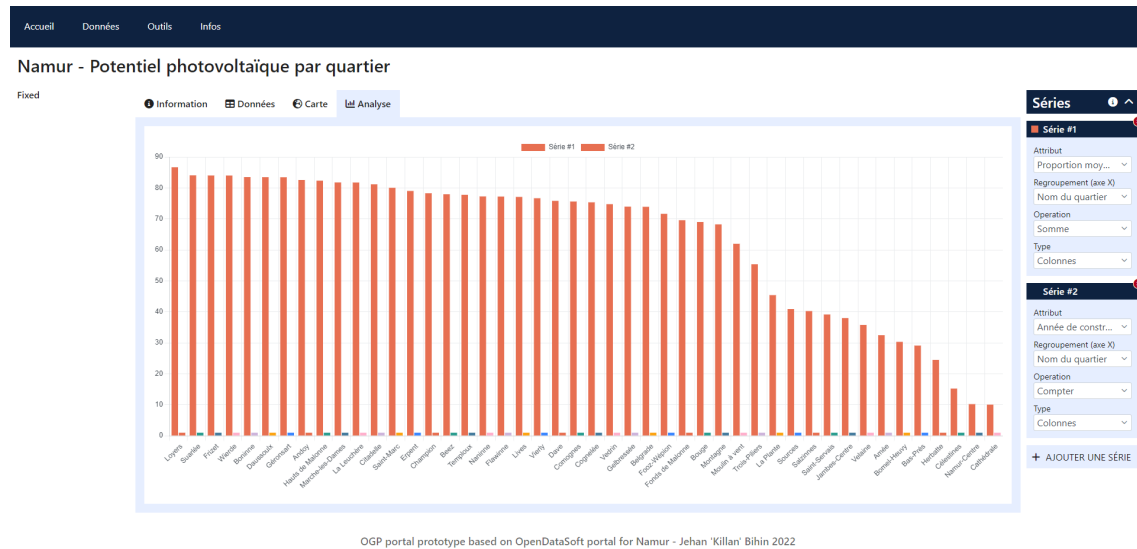 Accueil Données Outils Infos
Namur - Potentiel photovoltaïque par quartier
Fixed
Information Données Carte Analyse
Séries
Série #1
Attribut
Proportion moy...
Regroupement (axe X)
Nom du quartier
Operation
Somme
Type
Colonnes
Série #2
Attribut
Année de constr...
Regroupement (axe X)
Nom du quartier
Operation
Compter
Type
Colonnes
+ AJOUTER UNE SÉRIE
Série #1 Série #2
90
80
70
60
50
40
30
20
10
0
Loyers
Suarlée
Frizet
Wierde
Boninne
Daussoulx
Géronsart
Andoy
Hauts de Malonne
Marche-les-Dames
La Leuchère
Citadelle
Saint-Marc
Erpent
Champion
Beez
Temploux
Naninne
Flawinne
Lives
Vierly
Dave
Comognes
Cognelée
Vedrin
Gelbressée
Belgrade
Fooz-Wépion
Fonds de Malonne
Bouge
Montagne
Moulin à vent
Trois-Piliers
La Plante
Sources
Salzinnes
Saint-Servais
Jambes-Centre
Velaine
Amée
Bomel-Heuvy
Bas-Prés
Herbatte
Célestines
Namur-Centre
Cathédrale
OGP portal prototype based on OpenDataSoft portal for Namur - Jehan 'Killan' Bihin 2022